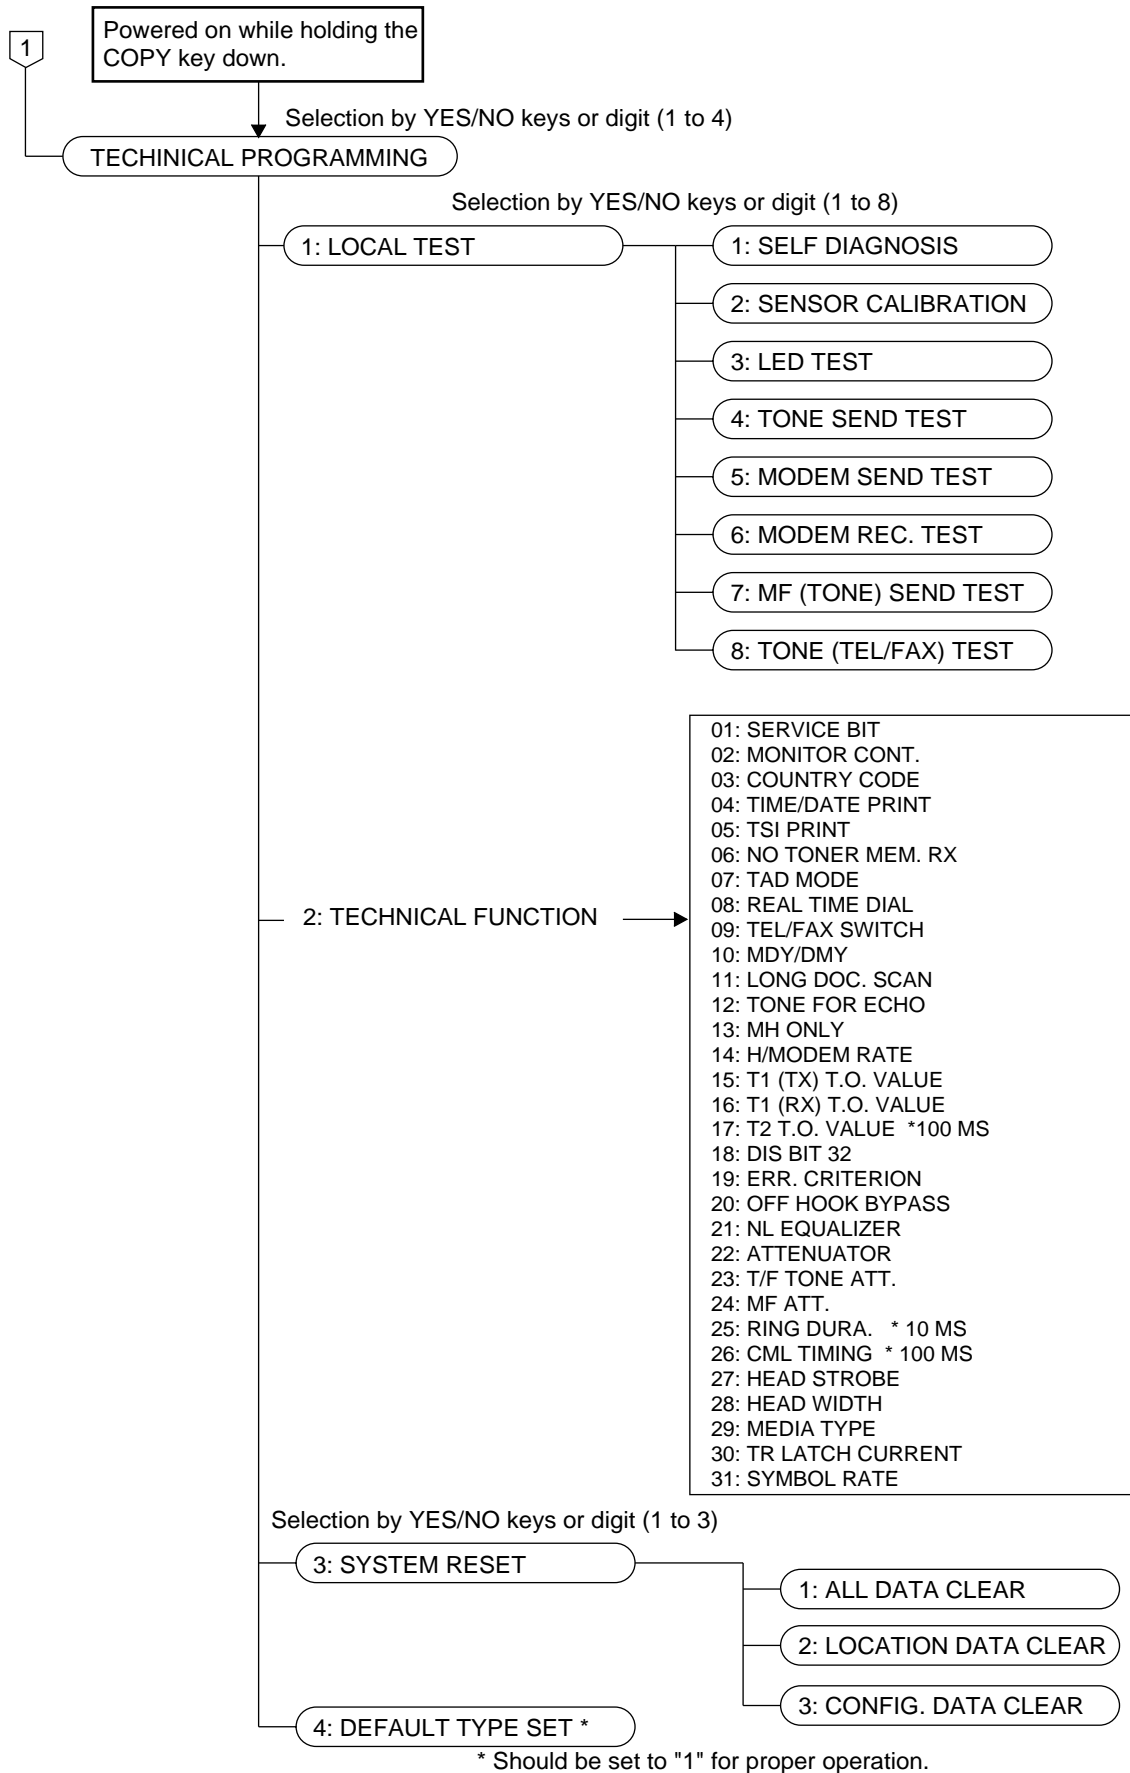 1
Powered on while holding the
COPY key down.
Selection by YES/NO keys or digit (1 to 4)
TECHINICAL PROGRAMMING
Selection by YES/NO keys or digit (1 to 8)
1: LOCAL TEST
1: SELF DIAGNOSIS
2: SENSOR CALIBRATION
3: LED TEST
4: TONE SEND TEST
5: MODEM SEND TEST
6: MODEM REC. TEST
7: MF (TONE) SEND TEST
8: TONE (TEL/FAX) TEST
2: TECHNICAL FUNCTION
01: SERVICE BIT
02: MONITOR CONT.
03: COUNTRY CODE
04: TIME/DATE PRINT
05: TSI PRINT
06: NO TONER MEM. RX
07: TAD MODE
08: REAL TIME DIAL
09: TEL/FAX SWITCH
10: MDY/DMY
11: LONG DOC. SCAN
12: TONE FOR ECHO
13: MH ONLY
14: H/MODEM RATE
15: T1 (TX) T.O. VALUE
16: T1 (RX) T.O. VALUE
17: T2 T.O. VALUE  *100 MS
18: DIS BIT 32
19: ERR. CRITERION
20: OFF HOOK BYPASS
21: NL EQUALIZER
22: ATTENUATOR
23: T/F TONE ATT.
24: MF ATT.
25: RING DURA.   * 10 MS
26: CML TIMING  * 100 MS
27: HEAD STROBE
28: HEAD WIDTH
29: MEDIA TYPE
30: TR LATCH CURRENT
31: SYMBOL RATE
Selection by YES/NO keys or digit (1 to 3)
3: SYSTEM RESET
1: ALL DATA CLEAR
2: LOCATION DATA CLEAR
3: CONFIG. DATA CLEAR
4: DEFAULT TYPE SET *
* Should be set to "1" for proper operation.